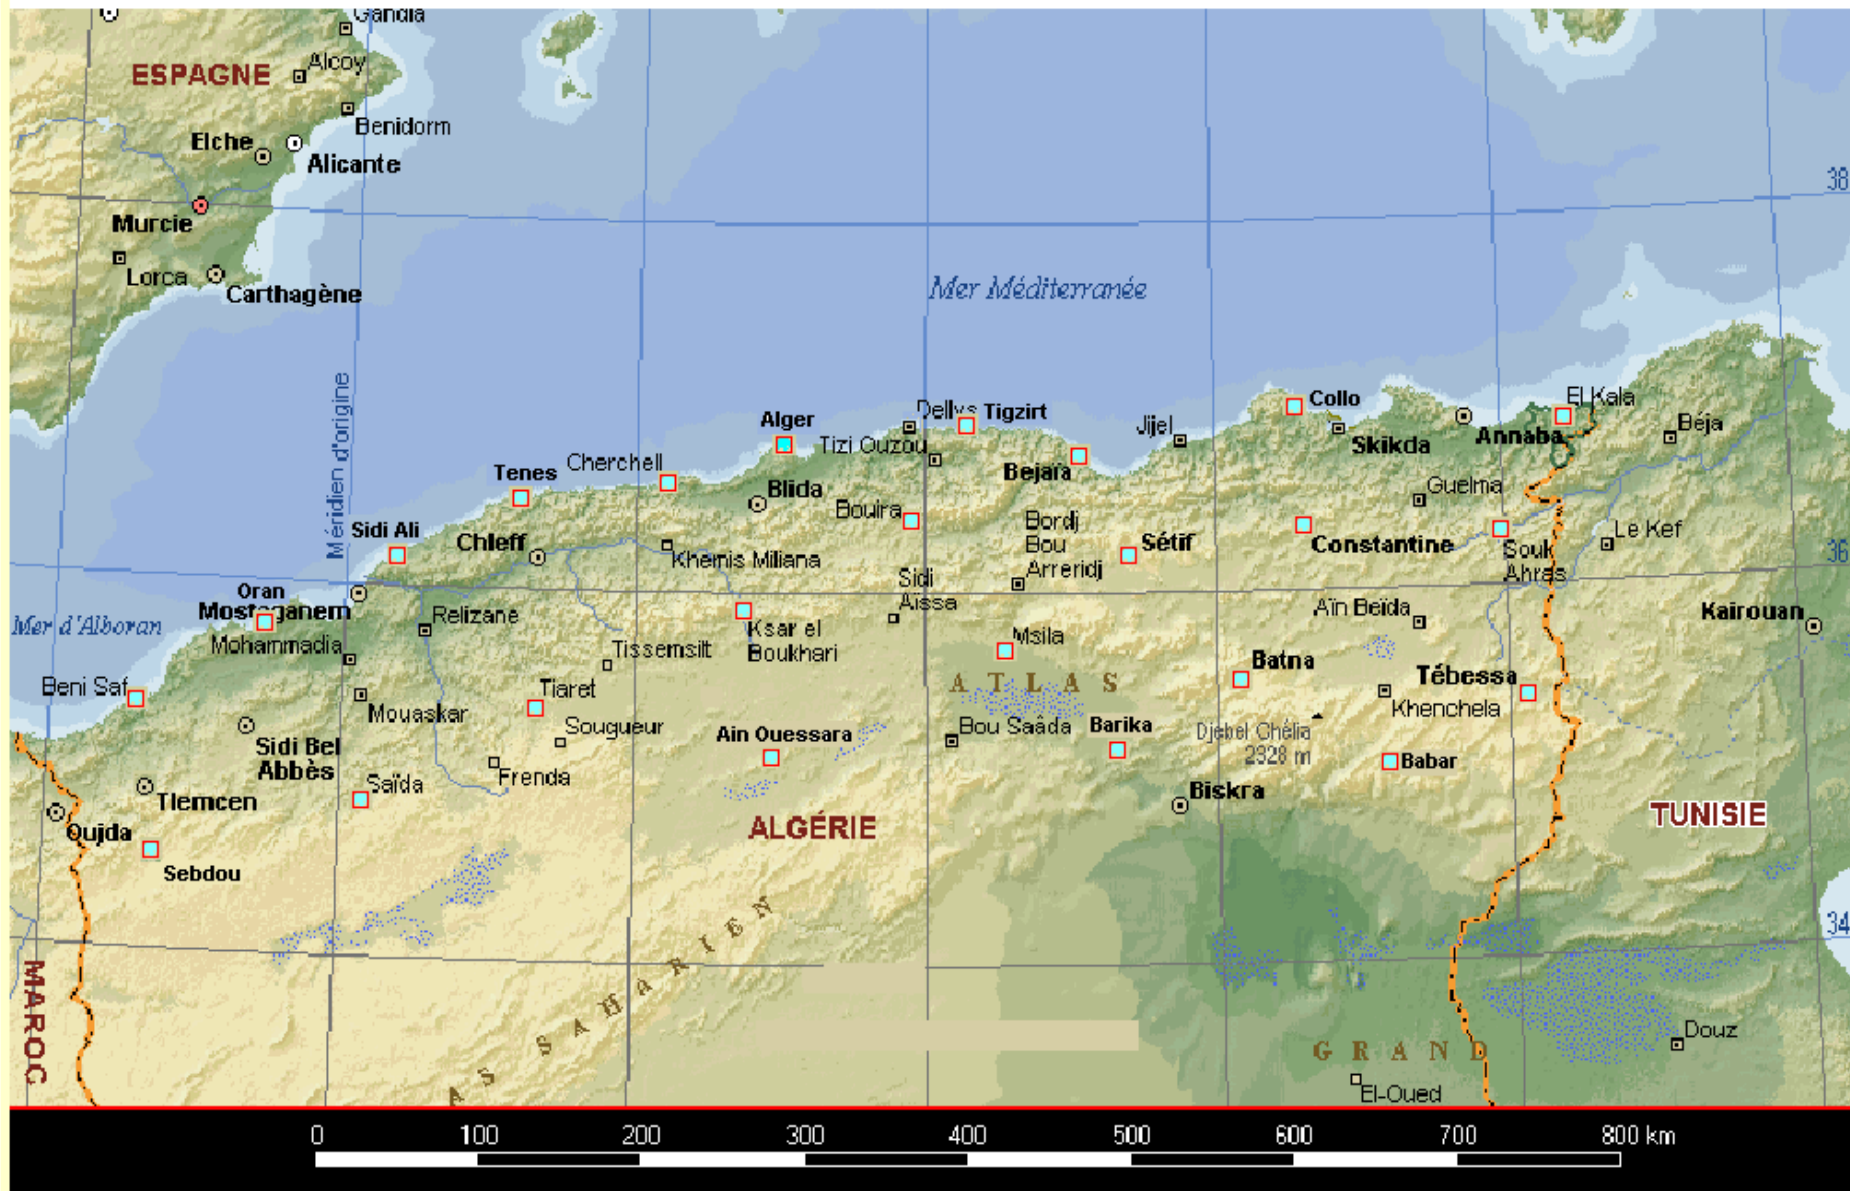 Gandia
ESPAGNE
Alcoy
Benidorm
Elche
Alicante
38
Murcie
Lorca
Carthagène
Mer Méditerranée
Méridien d'origine
Collo
El Kala
Dellys
Tigzirt
Alger
Jijel
Skikda
Annaba
Béja
Tizi Ouzou
Cherchell
Tenes
Bejaïa
Blida
Guelma
Bouira
Bordj
Bou
Arreridj
Sidi Ali
Chleff
Khemis Miliana
Sétif
Constantine
Souk
Ahras
Le Kef
36
Sidi
Aissa
Oran
Mostaganem
Relizane
Aïn Beïda
Kairouan
Mer d'Alboran
Mohammadia
Ksar el
Boukhari
Msila
Tissemsilt
Batna
Tébessa
Beni Saf
Tiaret
ATLAS
Mouaskar
Sougueur
Ain Ouessara
Bou Saâda
Barika
Djebel Chélia
2328 m
Khenchela
Sidi Bel
Abbès
Babar
Frenda
Saïda
Tlemcen
Biskra
Oujda
ALGÉRIE
TUNISIE
Sebdou
34
AS SAHARIEN
MAROC
Douz
GRAND
El-Oued
0 100 200 300 400 500 600 700 800 km